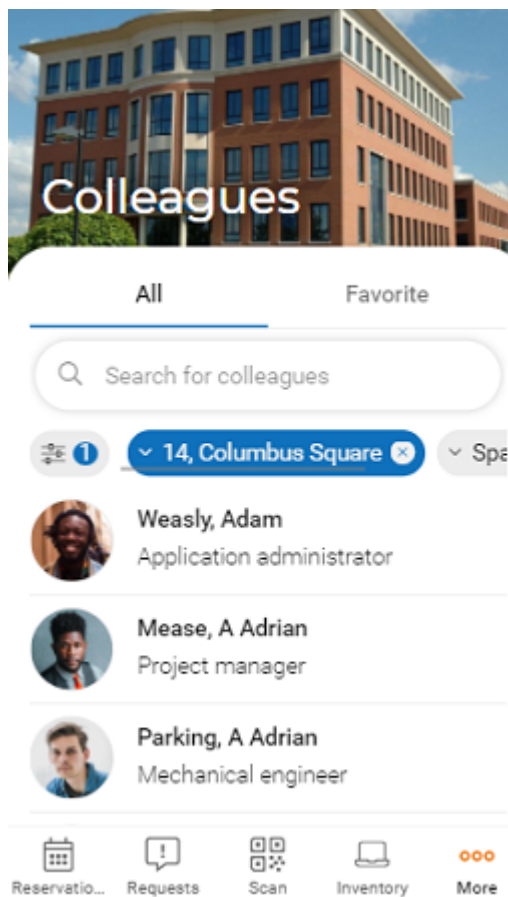 Colleagues
All Favorite
Search for colleagues
1 14, Columbus Square Spa
Weasly, Adam
Application administrator
Mease, A Adrian
Project manager
Parking, A Adrian
Mechanical engineer
Reservatio... Requests Scan Inventory More